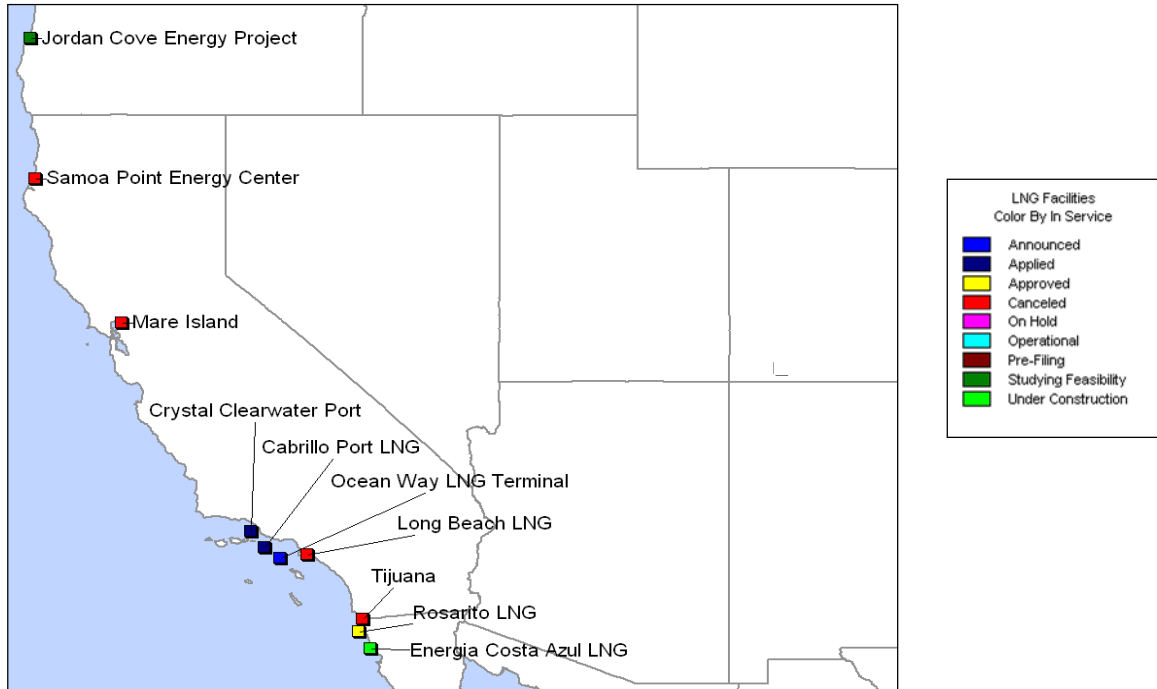 Jordan Cove Energy Project
Samoa Point Energy Center
Mare Island
Crystal Clearwater Port
Cabrillo Port LNG
Ocean Way LNG Terminal
Long Beach LNG
Tijuana
Rosarito LNG
Energia Costa Azul LNG
LNG Facilities
Color By In Service
Announced
Applied
Approved
Canceled
On Hold
Operational
Pre-Filing
Studying Feasibility
Under Construction